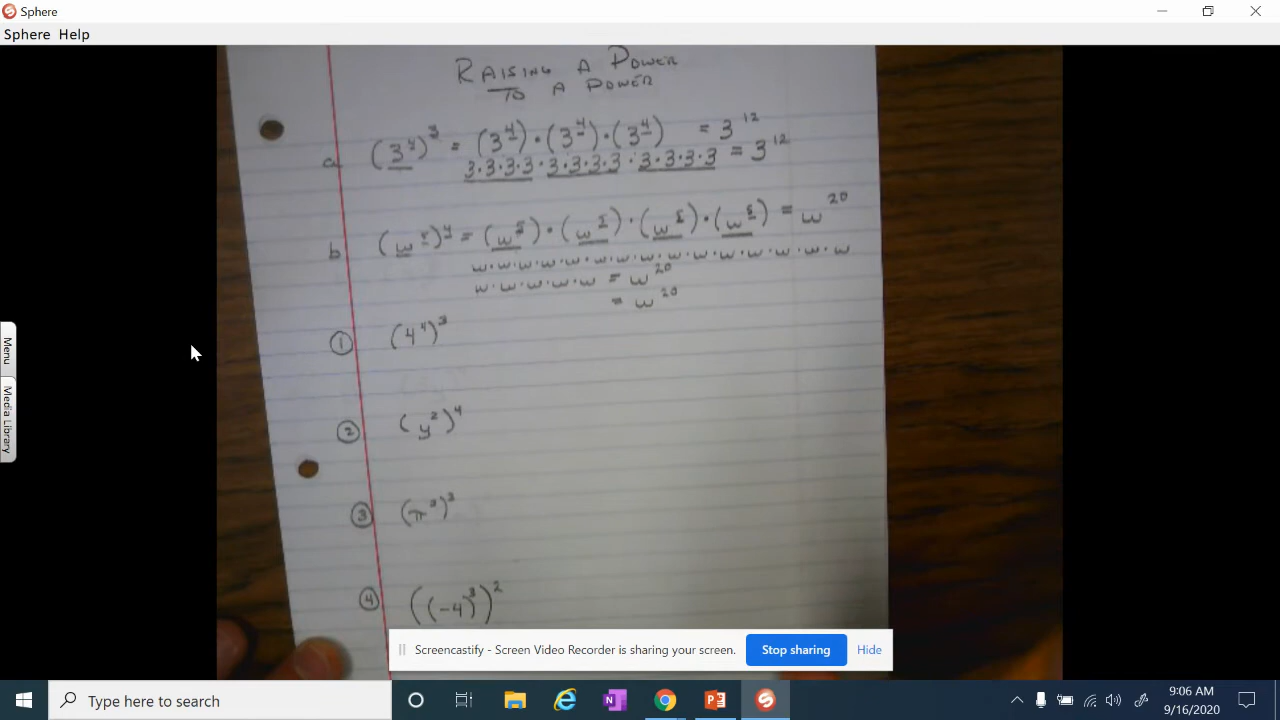 Sphere
Sphere Help
RAISING A POWER
TO A POWER
a (3⁴)³ = (3⁴)·(3⁴)·(3⁴) = 3¹²
3·3·3·3·3·3·3·3·3·3·3·3 = 3¹²
b (w⁵)⁴ = (w⁵)·(w⁵)·(w⁵)·(w⁵) = w²⁰
w·w·w·w·w·w·w·w·w·w·w·w·w·w
w·w·w·w·w·w = w²⁰
= w²⁰
① (4⁴)³
② (y²)⁴
③ (π³)³
④ ((-4)³)²
Menu
Media Library
Screencastify - Screen Video Recorder is sharing your screen.
Stop sharing
Hide
Type here to search
9:06 AM
9/16/2020